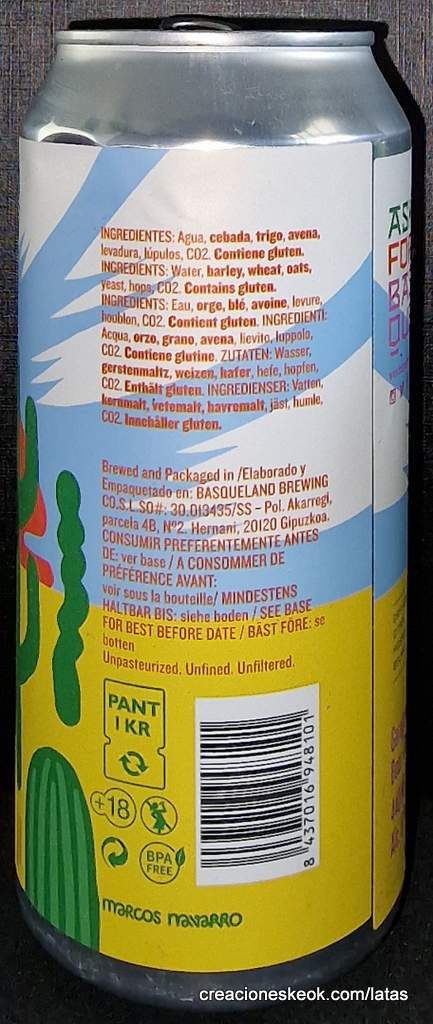 INGREDIENTES: Agua, cebada, trigo, avena,
levadura, lúpulos, CO2. Contiene gluten.
INGREDIENTS: Water, barley, wheat, oats,
yeast, hops, CO2. Contains gluten.
INGRÉDIENTS: Eau, orge, blé, avoine, levure,
houblon, CO2. Contient gluten. INGREDIENTI:
Acqua, orzo, grano, avena, lievito, luppolo,
CO2. Contiene glutine. ZUTATEN: Wasser,
gerstenmaltz, weizen, hafer, hefe, hopfen,
CO2. Enthält gluten. INGREDIENSER: Vatten,
kornmalt, vetemalt, havremalt, jäst, humle,
CO2. Innehåller gluten.
Brewed and Packaged in /Elaborado y
Empaquetado en: BASQUELAND BREWING
CO.S.L.SO#: 30.013435/SS – Pol. Akarregi,
parcela 4B, Nº2. Hernani, 20120 Gipuzkoa.
CONSUMIR PREFERENTEMENTE ANTES
DE: ver base / A CONSOMMER DE
PRÉFÉRENCE AVANT:
voir sous la bouteille/ MINDESTENS
HALTBAR BIS: siehe boden / SEE BASE
FOR BEST BEFORE DATE / BÄST FÖRE: se
botten
Unpasteurized. Unfined. Unfiltered.
PANT
1 KR
+18
BPA
FREE
8 437016 948101
marcos navarro
AS
FO
BA
QU
creacioneskeok.com/latas